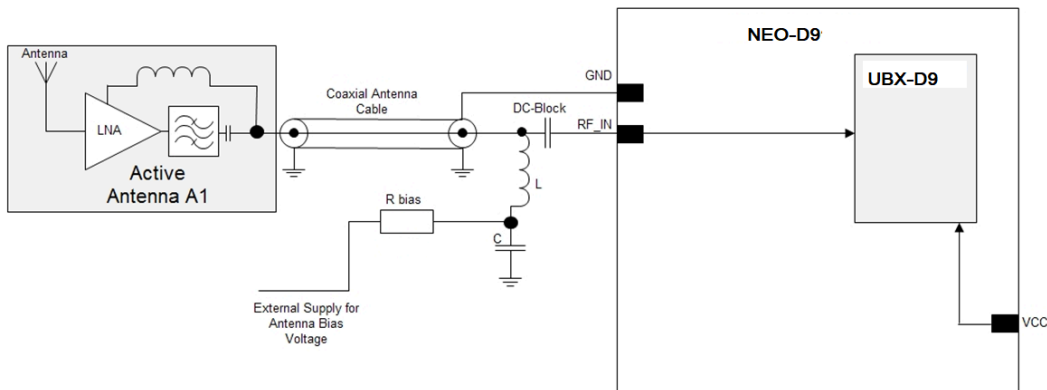 NEO-D9
Antenna
UBX-D9
GND
Coaxial Antenna
Cable
DC-Block
RF_IN
LNA
Active
Antenna A1
L
R bias
C
External Supply for
Antenna Bias
Voltage
VCC